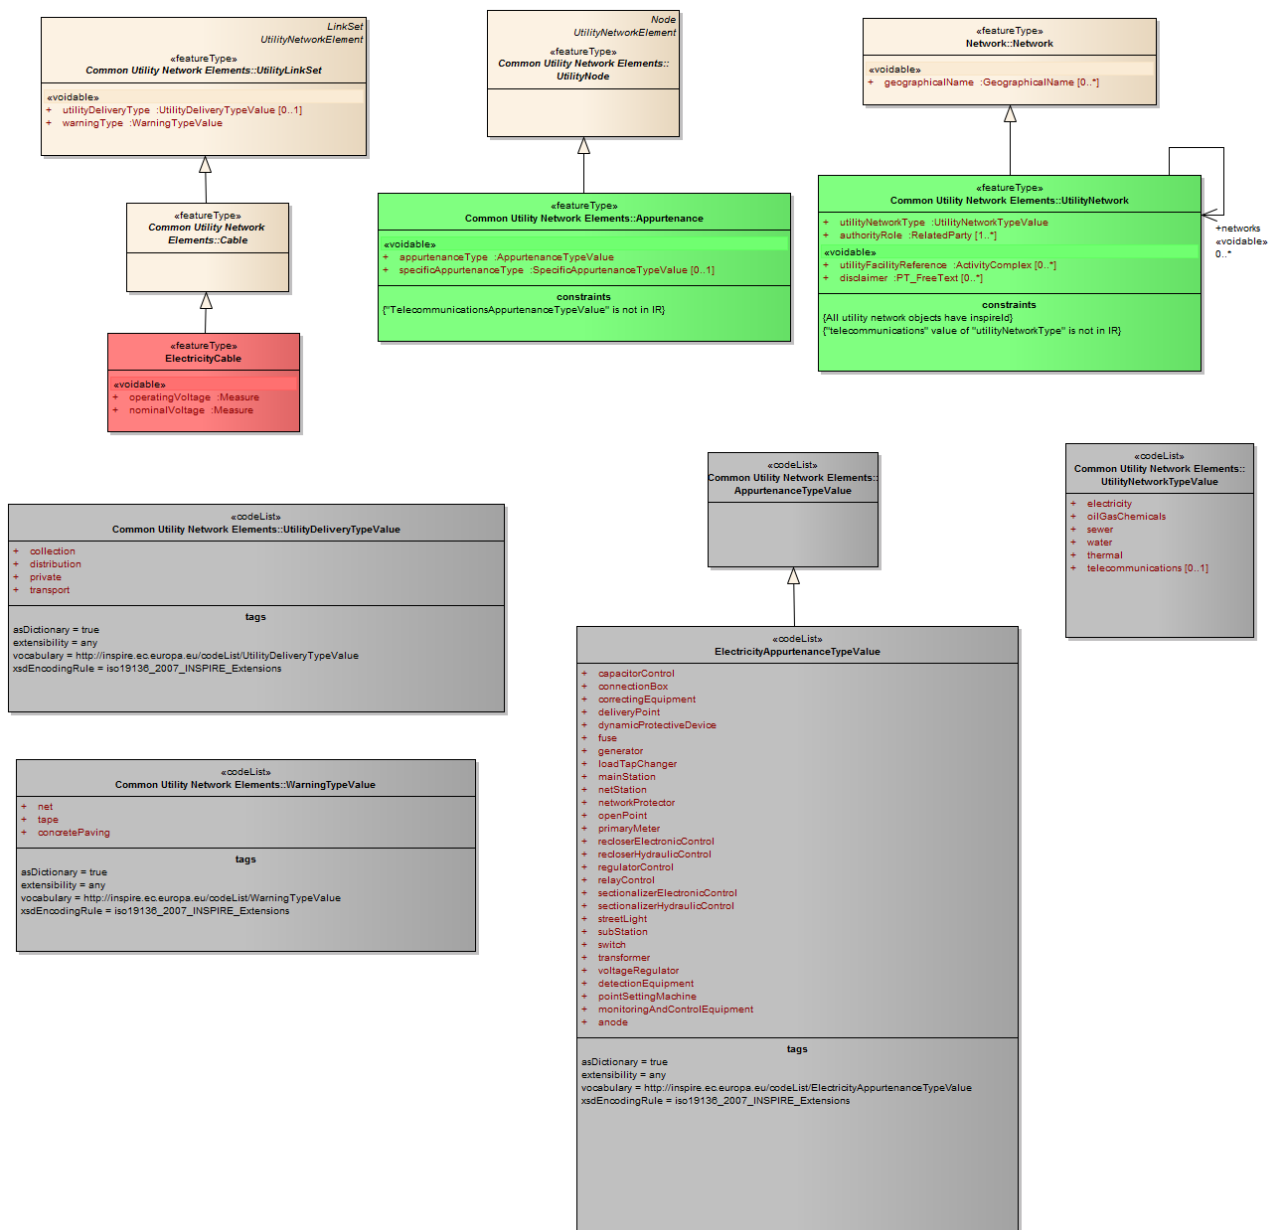 LinkSet
UtilityNetworkElement
«featureType»
Common Utility Network Elements::UtilityLinkSet
«voidable»
+ utilityDeliveryType :UtilityDeliveryTypeValue [0..1]
+ warningType :WarningTypeValue
Node
UtilityNetworkElement
«featureType»
Common Utility Network Elements::
UtilityNode
«featureType»
Network::Network
«voidable»
+ geographicalName :GeographicalName [0..*]
«featureType»
Common Utility Network
Elements::Cable
«featureType»
Common Utility Network Elements::Appurtenance
«voidable»
+ appurtenanceType :AppurtenanceTypeValue
+ specificAppurtenanceType :SpecificAppurtenanceTypeValue [0..1]
constraints
{"TelecommunicationsAppurtenanceTypeValue" is not in IR}
«featureType»
Common Utility Network Elements::UtilityNetwork
+ utilityNetworkType :UtilityNetworkTypeValue
+ authorityRole :RelatedParty [1..*]
«voidable»
+ utilityFacilityReference :ActivityComplex [0..*]
+ disclaimer :PT_FreeText [0..*]
constraints
{All utility network objects have inspireId}
{"telecommunications" value of "utilityNetworkType" is not in IR}
+networks
«voidable»
0..*
«featureType»
ElectricityCable
«voidable»
+ operatingVoltage :Measure
+ nominalVoltage :Measure
«codeList»
Common Utility Network Elements::
AppurtenanceTypeValue
«codeList»
Common Utility Network Elements::
UtilityNetworkTypeValue
+ electricity
+ oilGasChemicals
+ sewer
+ water
+ thermal
+ telecommunications [0..1]
«codeList»
Common Utility Network Elements::UtilityDeliveryTypeValue
+ collection
+ distribution
+ private
+ transport
tags
asDictionary = true
extensibility = any
vocabulary = http://inspire.ec.europa.eu/codeList/UtilityDeliveryTypeValue
xsdEncodingRule = iso19136_2007_INSPIRE_Extensions
«codeList»
Common Utility Network Elements::WarningTypeValue
+ net
+ tape
+ concretePaving
tags
asDictionary = true
extensibility = any
vocabulary = http://inspire.ec.europa.eu/codeList/WarningTypeValue
xsdEncodingRule = iso19136_2007_INSPIRE_Extensions
«codeList»
ElectricityAppurtenanceTypeValue
+ capacitorControl
+ connectionBox
+ correctingEquipment
+ deliveryPoint
+ dynamicProtectiveDevice
+ fuse
+ generator
+ loadTapChanger
+ mainStation
+ netStation
+ networkProtector
+ openPoint
+ primaryMeter
+ recloserElectronicControl
+ recloserHydraulicControl
+ regulatorControl
+ relayControl
+ sectionalizerElectronicControl
+ sectionalizerHydraulicControl
+ streetLight
+ subStation
+ switch
+ transformer
+ voltageRegulator
+ detectionEquipment
+ pointSettingMachine
+ monitoringAndControlEquipment
+ anode
tags
asDictionary = true
extensibility = any
vocabulary = http://inspire.ec.europa.eu/codeList/ElectricityAppurtenanceTypeValue
xsdEncodingRule = iso19136_2007_INSPIRE_Extensions